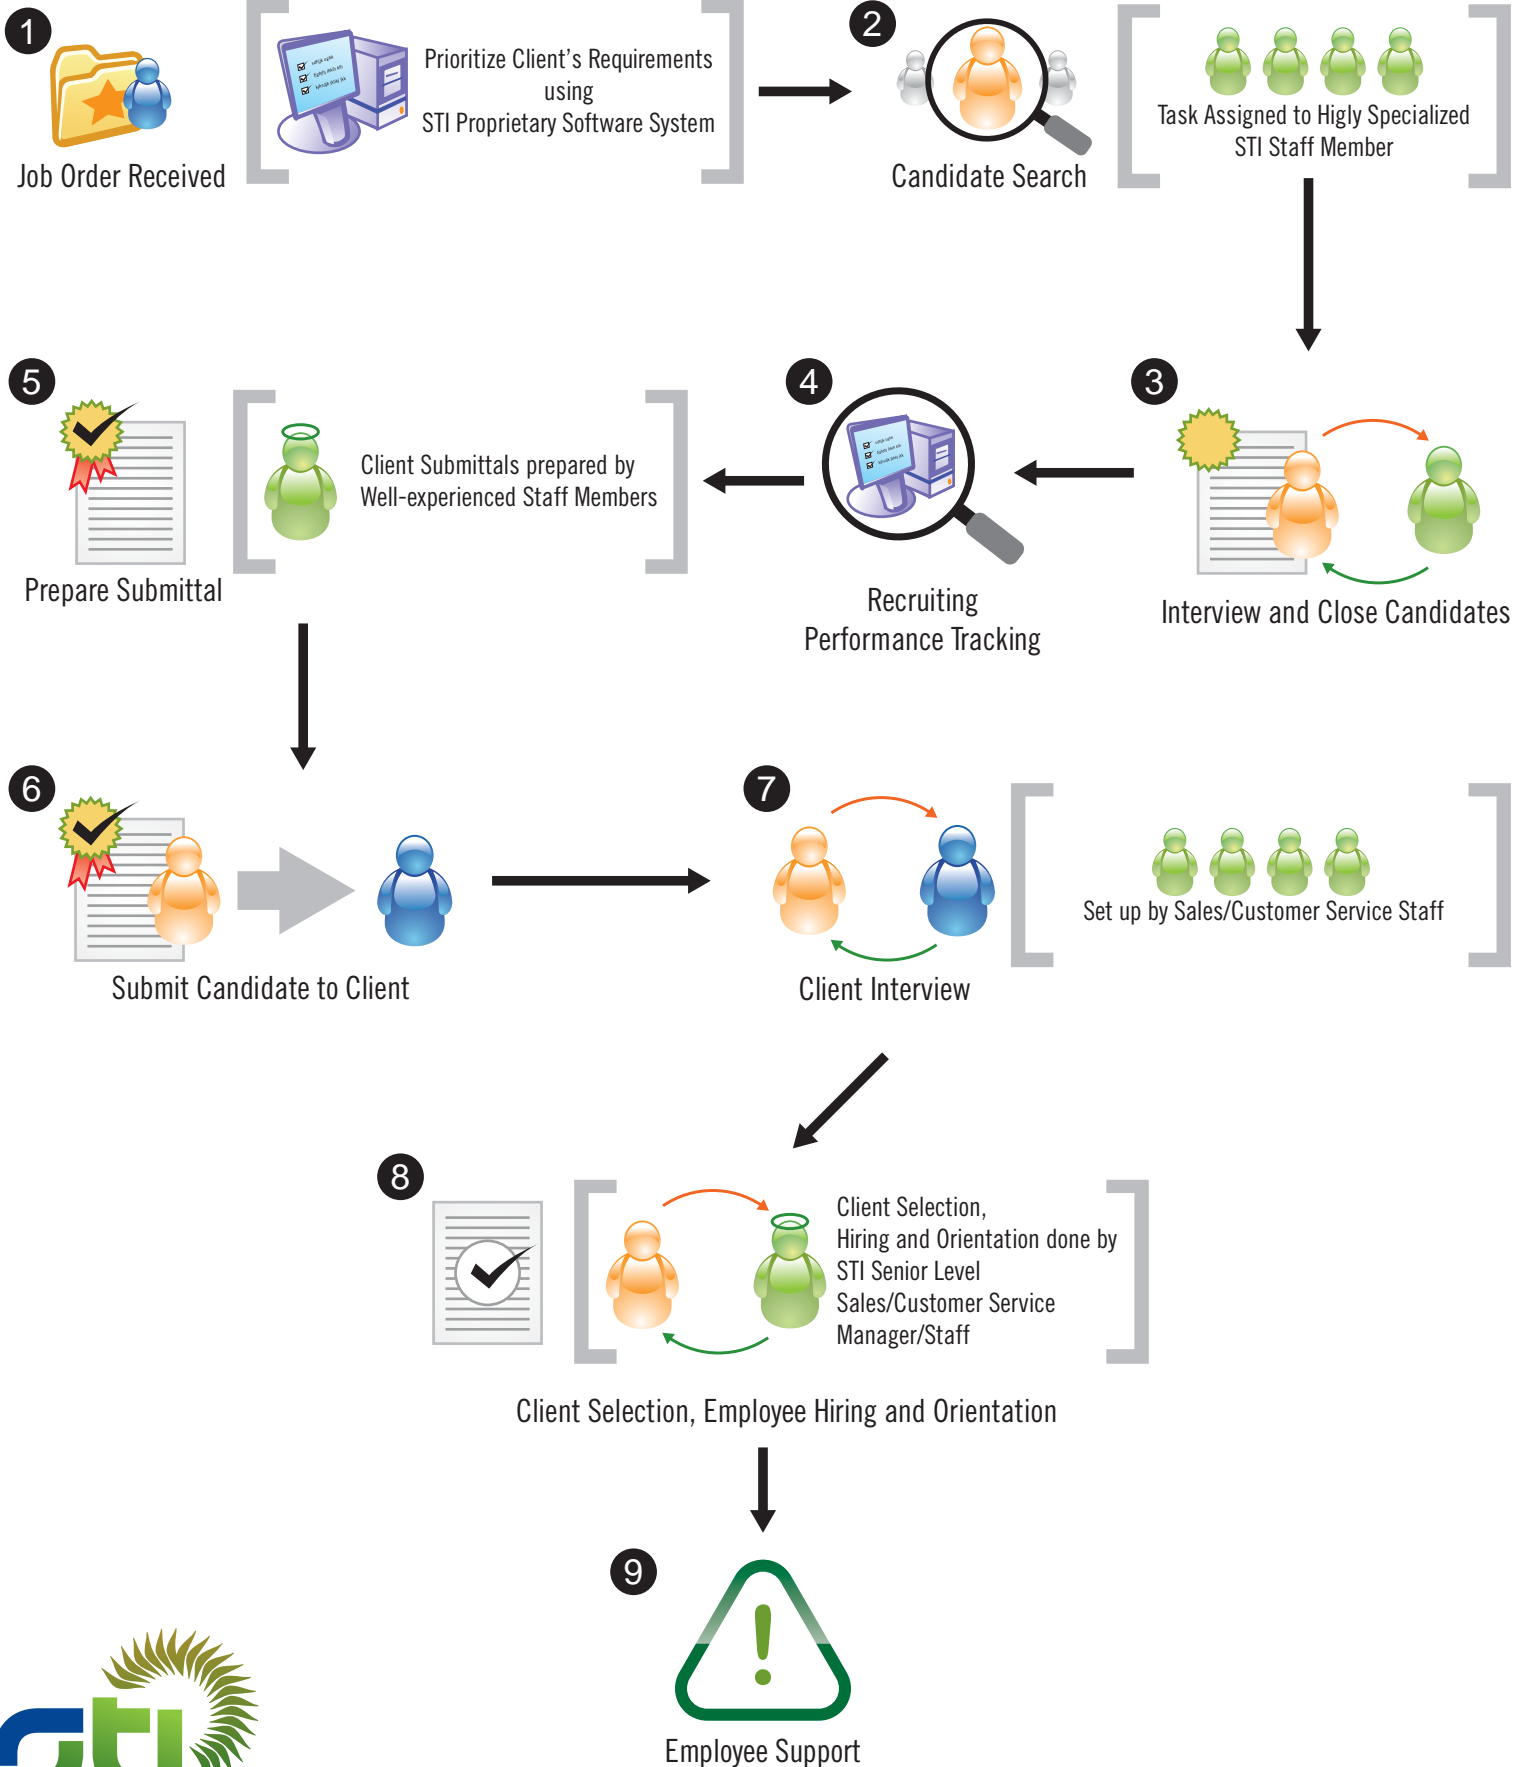 1
Job Order Received
Prioritize Client's Requirements
using
STI Proprietary Software System
2
Candidate Search
Task Assigned to Higly Specialized
STI Staff Member
3
Interview and Close Candidates
4
Recruiting
Performance Tracking
5
Prepare Submittal
Client Submittals prepared by
Well-experienced Staff Members
6
Submit Candidate to Client
7
Client Interview
Set up by Sales/Customer Service Staff
8
Client Selection,
Hiring and Orientation done by
STI Senior Level
Sales/Customer Service
Manager/Staff
Client Selection, Employee Hiring and Orientation
9
Employee Support
sti